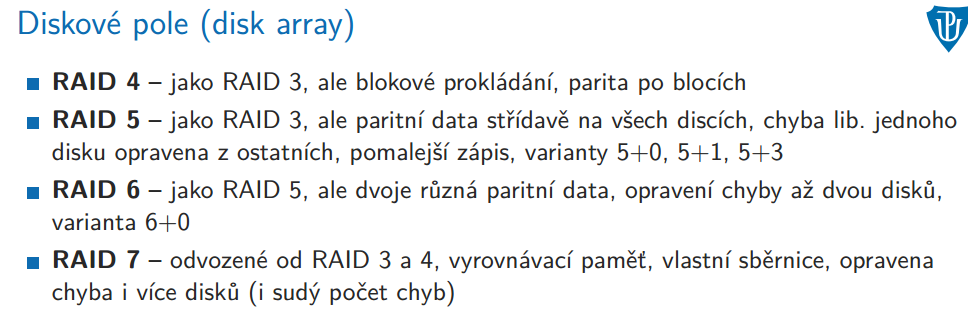 Diskové pole (disk array)
RAID 4 – jako RAID 3, ale blokové prokládání, parita po blocích
RAID 5 – jako RAID 3, ale paritní data střídavě na všech discích, chyba lib. jednoho
disku opravena z ostatních, pomalejší zápis, varianty 5+0, 5+1, 5+3
RAID 6 – jako RAID 5, ale dvoje různá paritní data, opravení chyby až dvou disků,
varianta 6+0
RAID 7 – odvozené od RAID 3 a 4, vyrovnávací paměť, vlastní sběrnice, opravena
chyba i více disků (i sudý počet chyb)